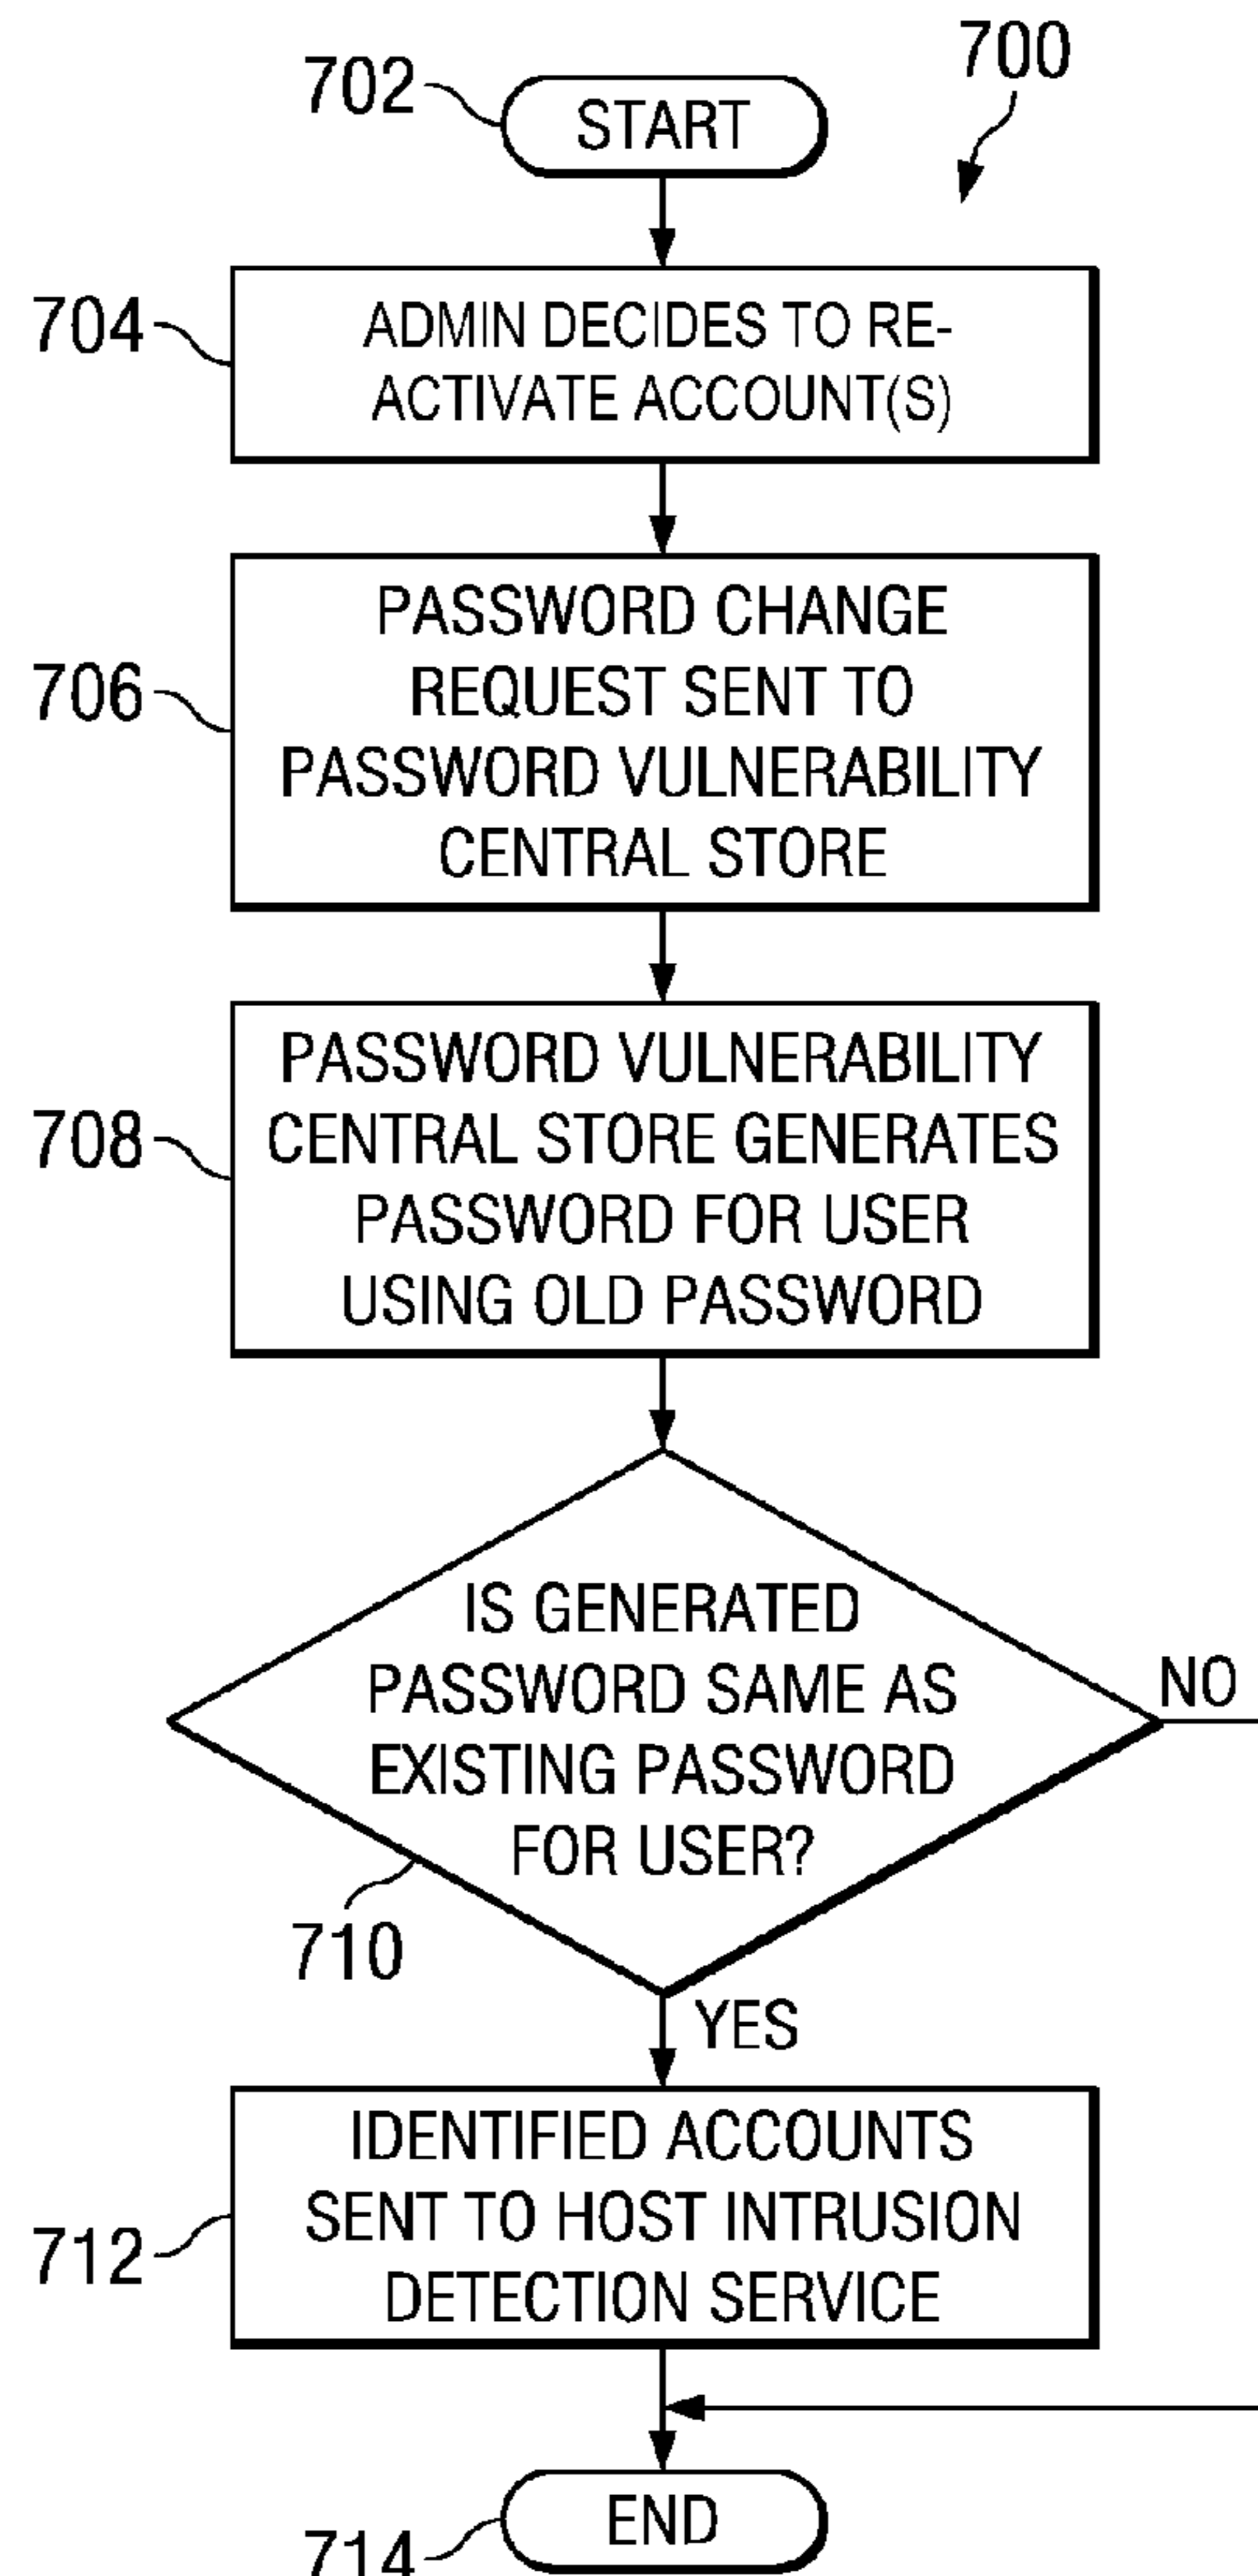 700
702
START
704
ADMIN DECIDES TO RE-
ACTIVATE ACCOUNT(S)
706
PASSWORD CHANGE
REQUEST SENT TO
PASSWORD VULNERABILITY
CENTRAL STORE
708
PASSWORD VULNERABILITY
CENTRAL STORE GENERATES
PASSWORD FOR USER
USING OLD PASSWORD
IS GENERATED
PASSWORD SAME AS
EXISTING PASSWORD
FOR USER?
NO
710
YES
712
IDENTIFIED ACCOUNTS
SENT TO HOST INTRUSION
DETECTION SERVICE
END
714